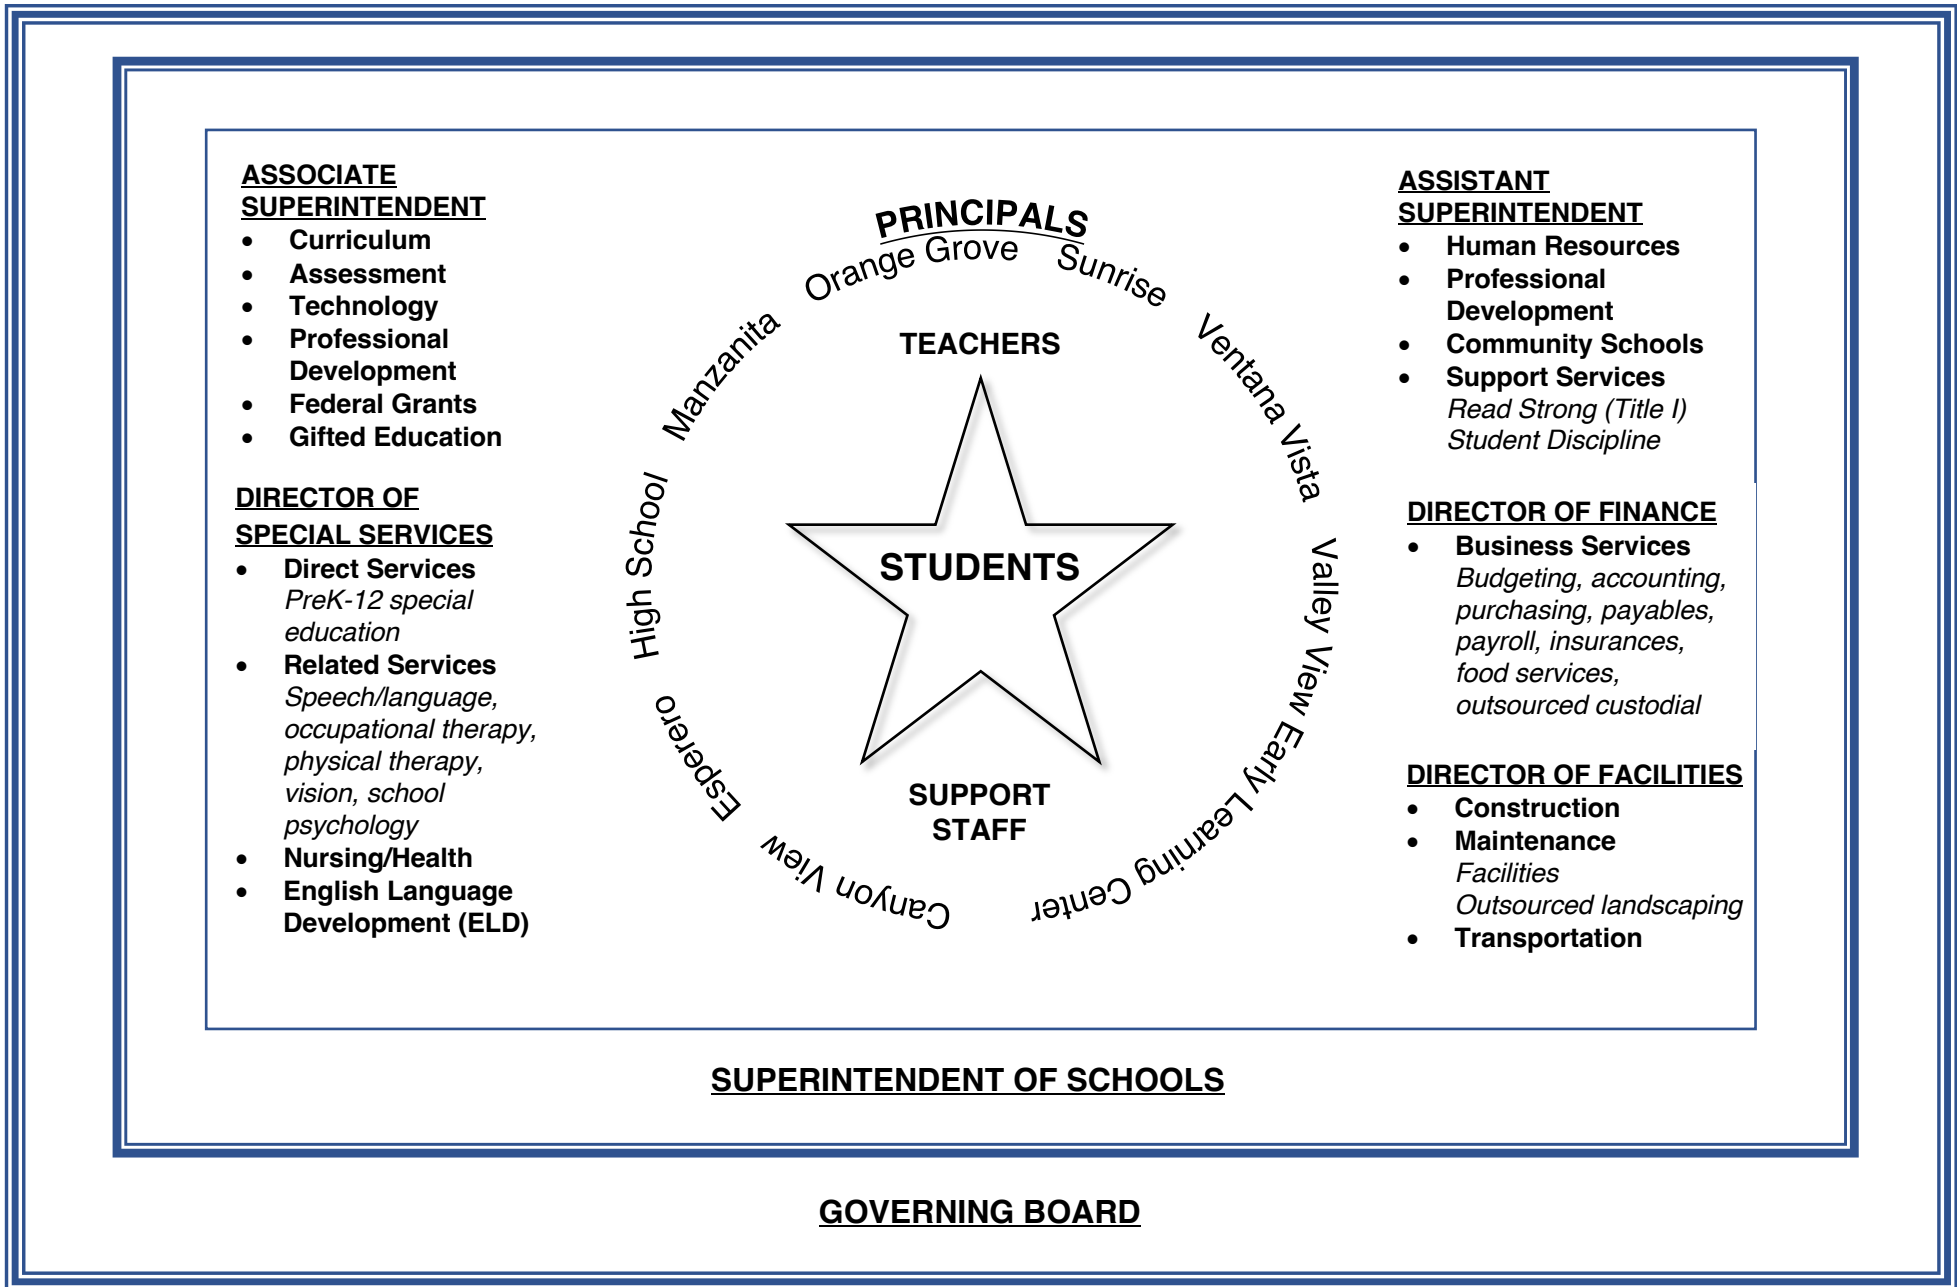 ASSOCIATE
SUPERINTENDENT
• Curriculum
• Assessment
• Technology
• Professional
Development
• Federal Grants
• Gifted Education
DIRECTOR OF
SPECIAL SERVICES
• Direct Services
PreK-12 special
education
• Related Services
Speech/language,
occupational therapy,
physical therapy,
vision, school
psychology
• Nursing/Health
• English Language
Development (ELD)
PRINCIPALS
Orange Grove
Sunrise
Ventana Vista
Valley View Early Learning Center
Canyon View
Esperero
High School
Manzanita
TEACHERS
STUDENTS
SUPPORT
STAFF
ASSISTANT
SUPERINTENDENT
• Human Resources
• Professional
Development
• Community Schools
• Support Services
Read Strong (Title I)
Student Discipline
DIRECTOR OF FINANCE
• Business Services
Budgeting, accounting,
purchasing, payables,
payroll, insurances,
food services,
outsourced custodial
DIRECTOR OF FACILITIES
• Construction
• Maintenance
Facilities
Outsourced landscaping
• Transportation
SUPERINTENDENT OF SCHOOLS
GOVERNING BOARD